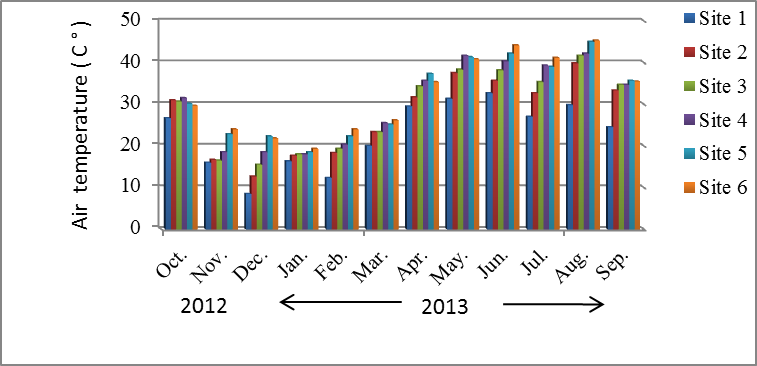 Air temperature ( C° )
50
40
30
20
10
0
Oct.
Nov.
Dec.
Jan.
Feb.
Mar.
Apr.
May.
Jun.
Jul.
Aug.
Sep.
2012
2013
Site 1
Site 2
Site 3
Site 4
Site 5
Site 6